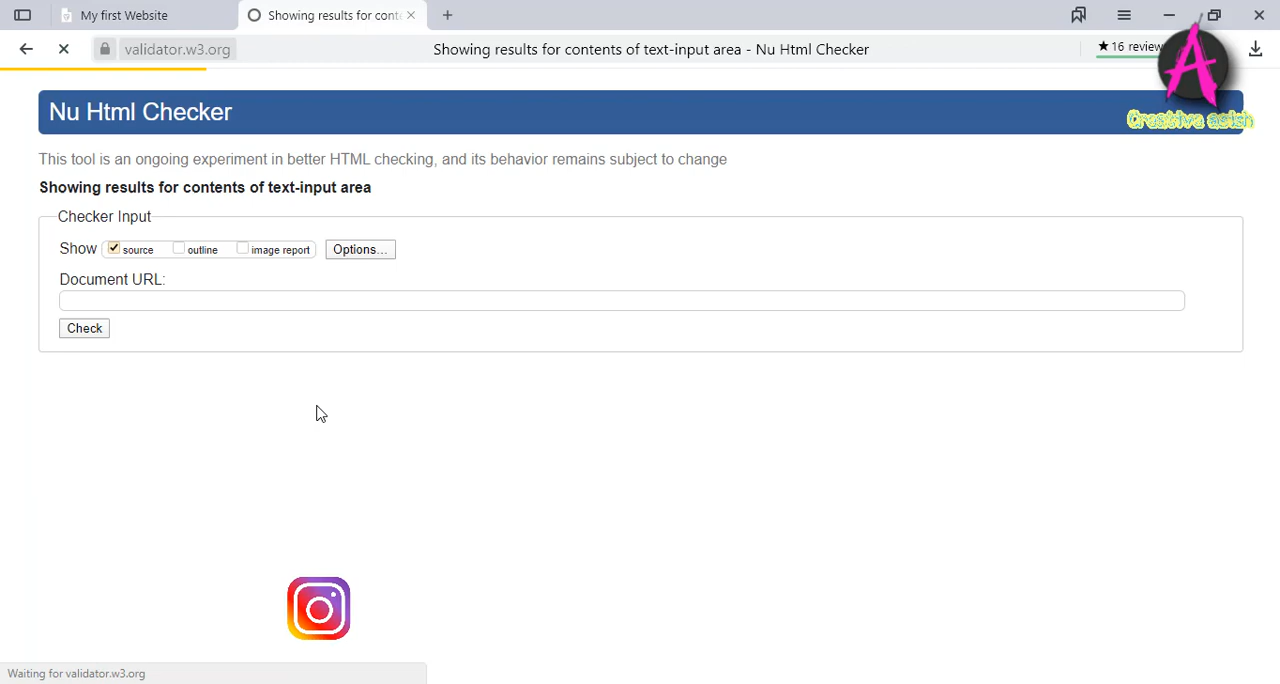 My first Website
Showing results for cont
validator.w3.org
Showing results for contents of text-input area - Nu Html Checker
★16 review
A
Creative
Nu Html Checker
This tool is an ongoing experiment in better HTML checking, and its behavior remains subject to change
Showing results for contents of text-input area
Checker Input
Show source outline image report Options...
Document URL:
Check
Waiting for validator.w3.org